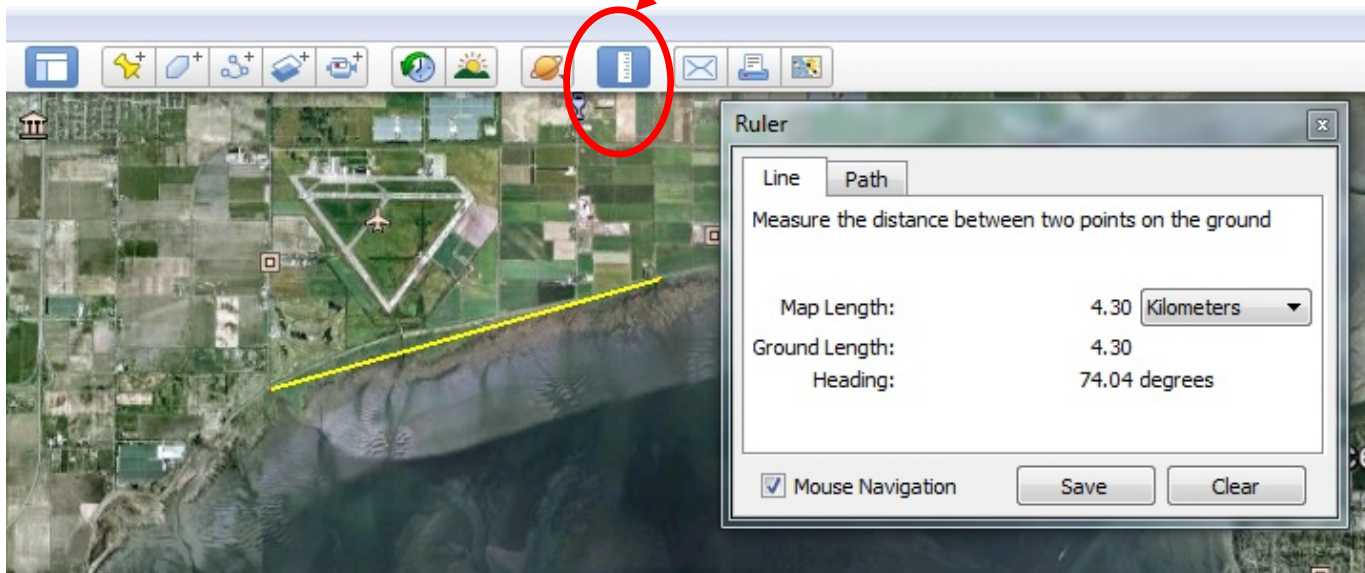 Ruler
Line Path
Measure the distance between two points on the ground
Map Length: 4.30 Kilometers
Ground Length: 4.30
Heading: 74.04 degrees
Mouse Navigation Save Clear